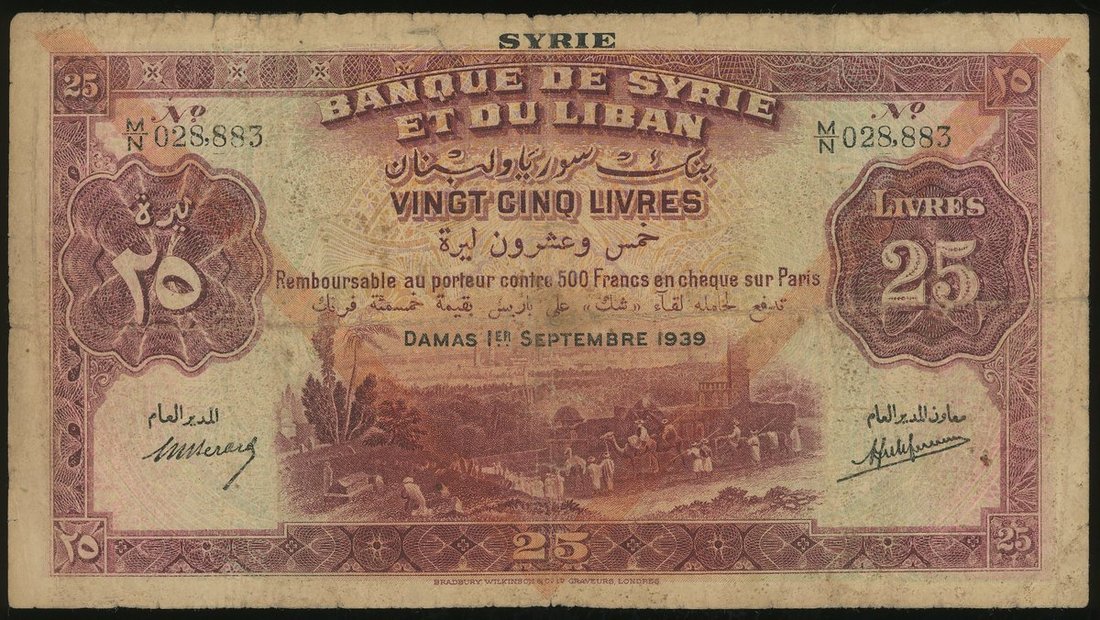 SYRIE
25
٢٥
BANQUE DE SYRIE
ET DU LIBAN
No
M/N 028,883
No
M/N 028,883
بنك سوريا ولبنان
VINGT CINQ LIVRES
خمس وعشرون ليرة
ليرة
٢٥
LIVRES
25
Remboursable au porteur contre 500 Francs en cheque sur Paris
تدفع لحامله لقاء «شك» على باريس بقيمة خمسمئة فرنك
DAMAS 1ER SEPTEMBRE 1939
المدير العام
معاون المدير العام
٢٥
25
25
BRADBURY, WILKINSON & Co. Ld. GRAVEURS, LONDRES